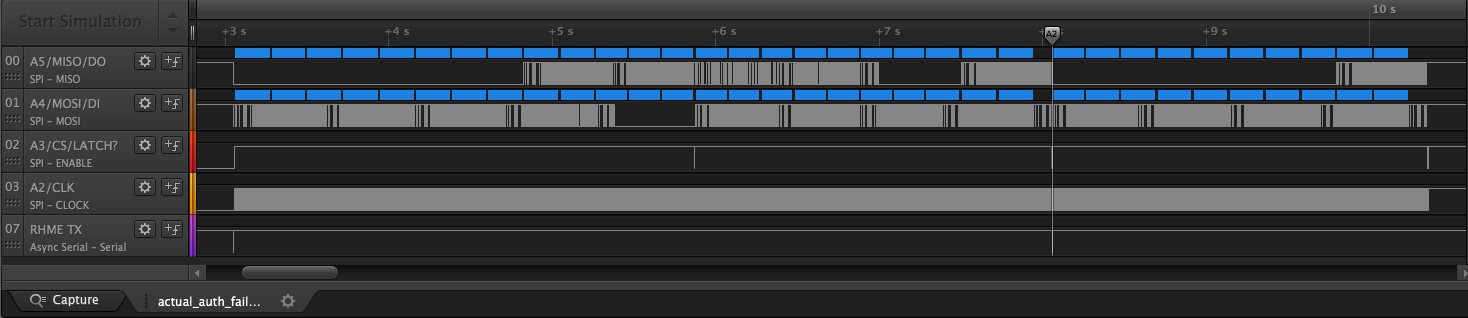 Start Simulation
10 s
+3 s
+4 s
+5 s
+6 s
+7 s
+9 s
A2
00
A5/MISO/DO
SPI – MISO
01
A4/MOSI/DI
SPI – MOSI
02
A3/CS/LATCH?
SPI – ENABLE
03
A2/CLK
SPI – CLOCK
07
RHME TX
Async Serial – Serial
Capture
actual_auth_fail...